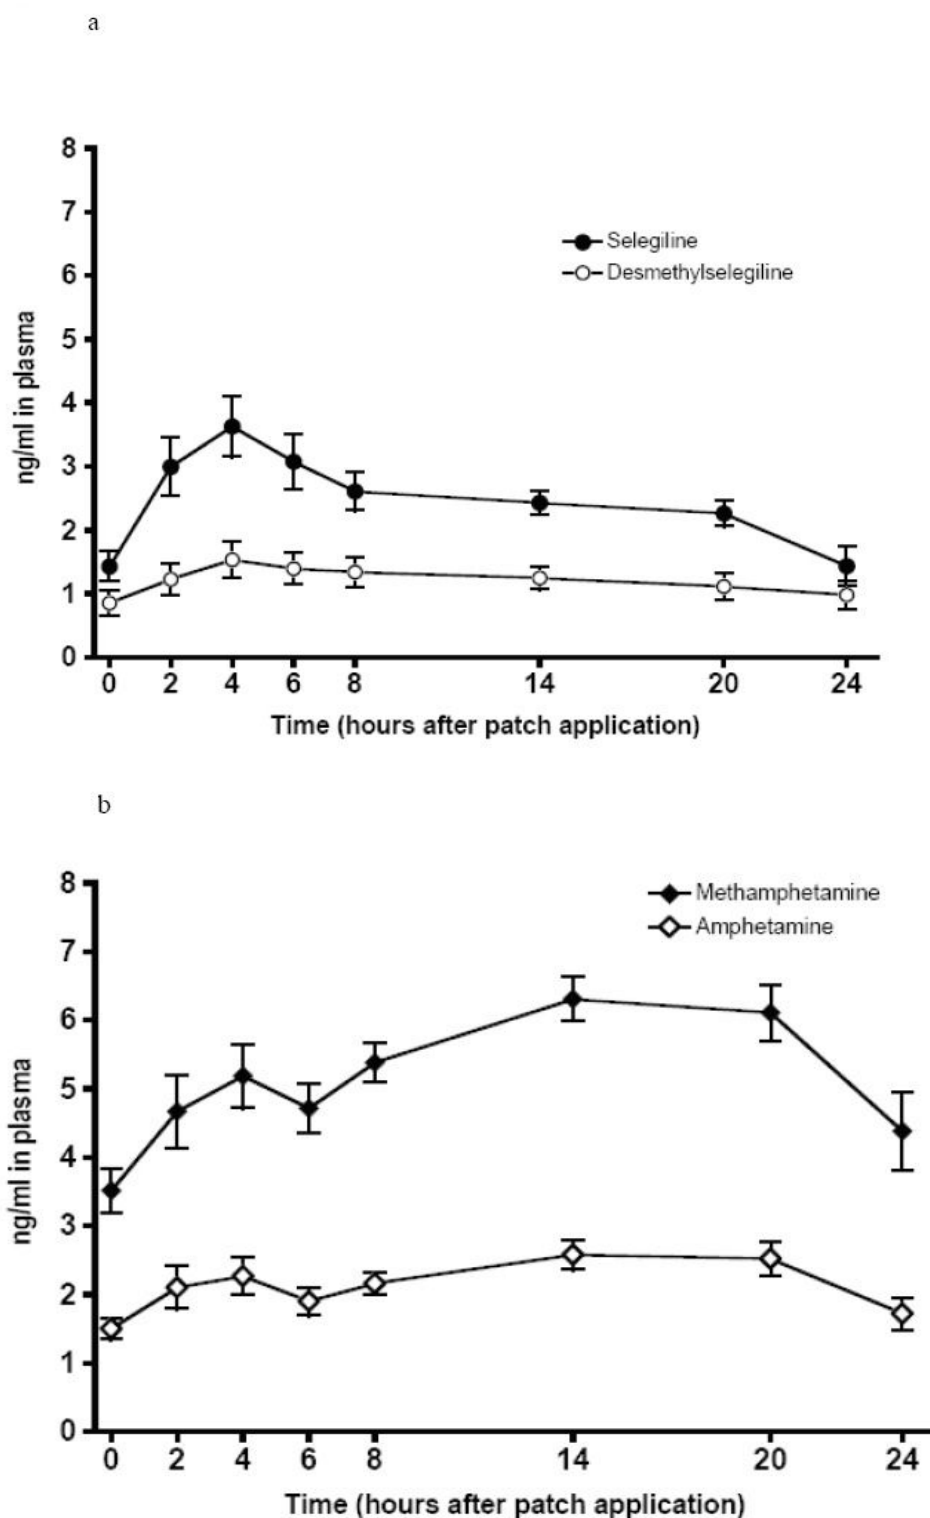 a
8
7
6
5
4
3
2
1
0
ng/ml in plasma
Selegiline
Desmethylselegiline
0 2 4 6 8 14 20 24
Time (hours after patch application)
b
8
7
6
5
4
3
2
1
0
ng/ml in plasma
Methamphetamine
Amphetamine
0 2 4 6 8 14 20 24
Time (hours after patch application)